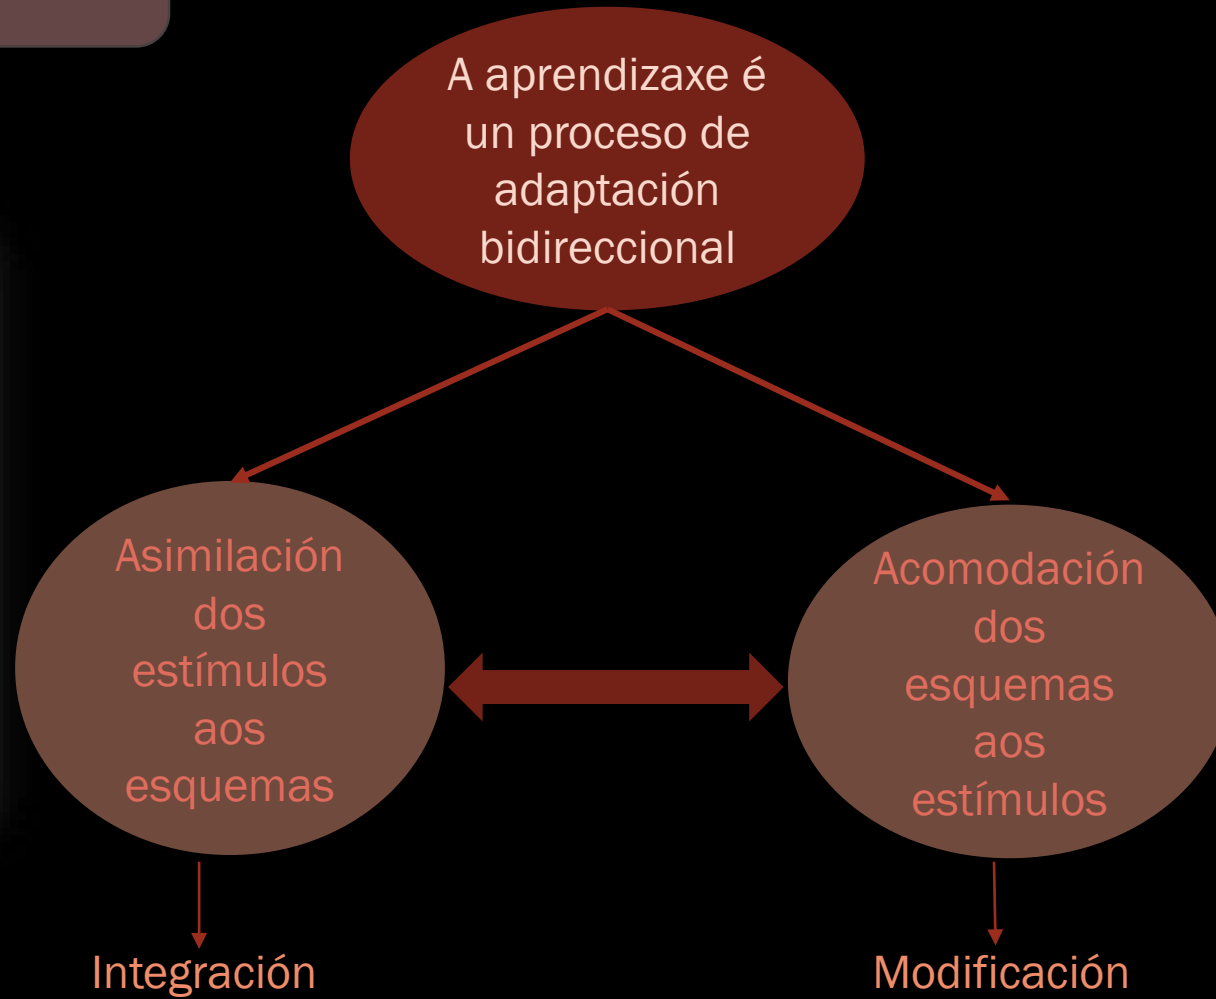 A aprendizaxe é
un proceso de
adaptación
bidireccional
Asimilación
dos
estímulos
aos
esquemas
Acomodación
dos
esquemas
aos
estímulos
Integración
Modificación